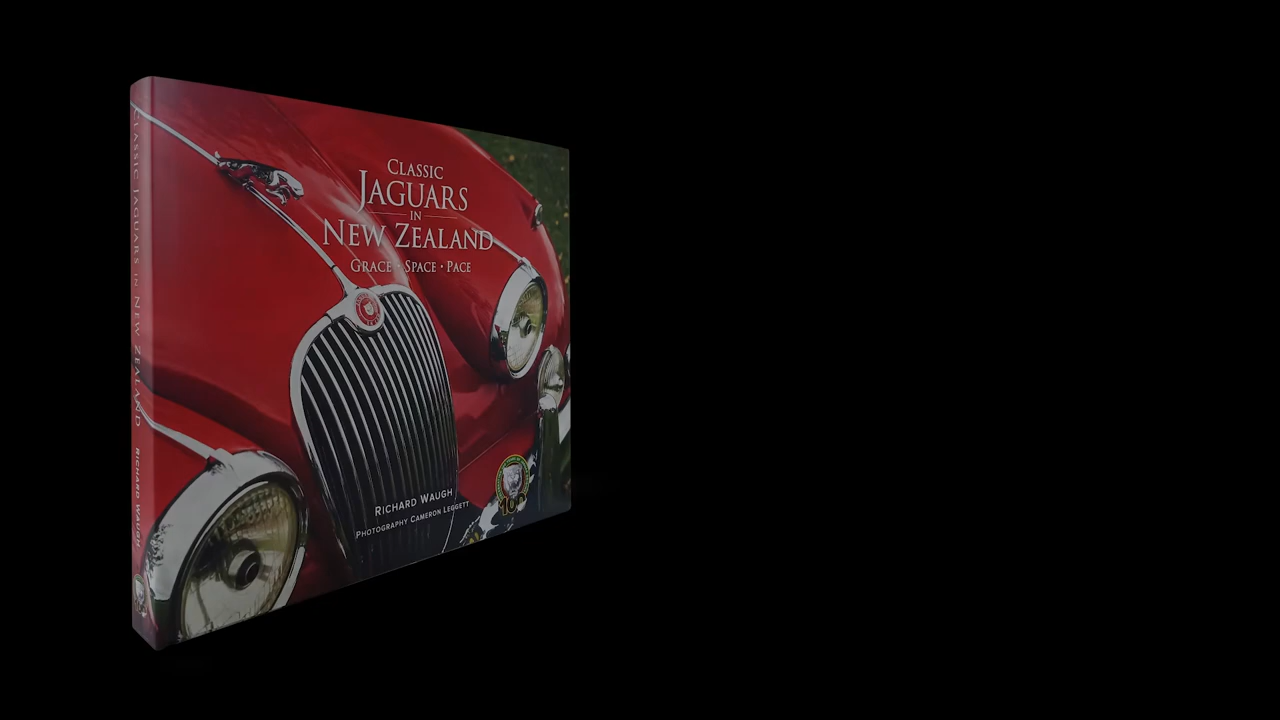 CLASSIC
JAGUARS
IN
NEW ZEALAND
GRACE • SPACE • PACE
RICHARD WAUGH
PHOTOGRAPHY CAMERON LEGGETT
100
CLASSIC JAGUARS IN NEW ZEALAND RICHARD WAUGH